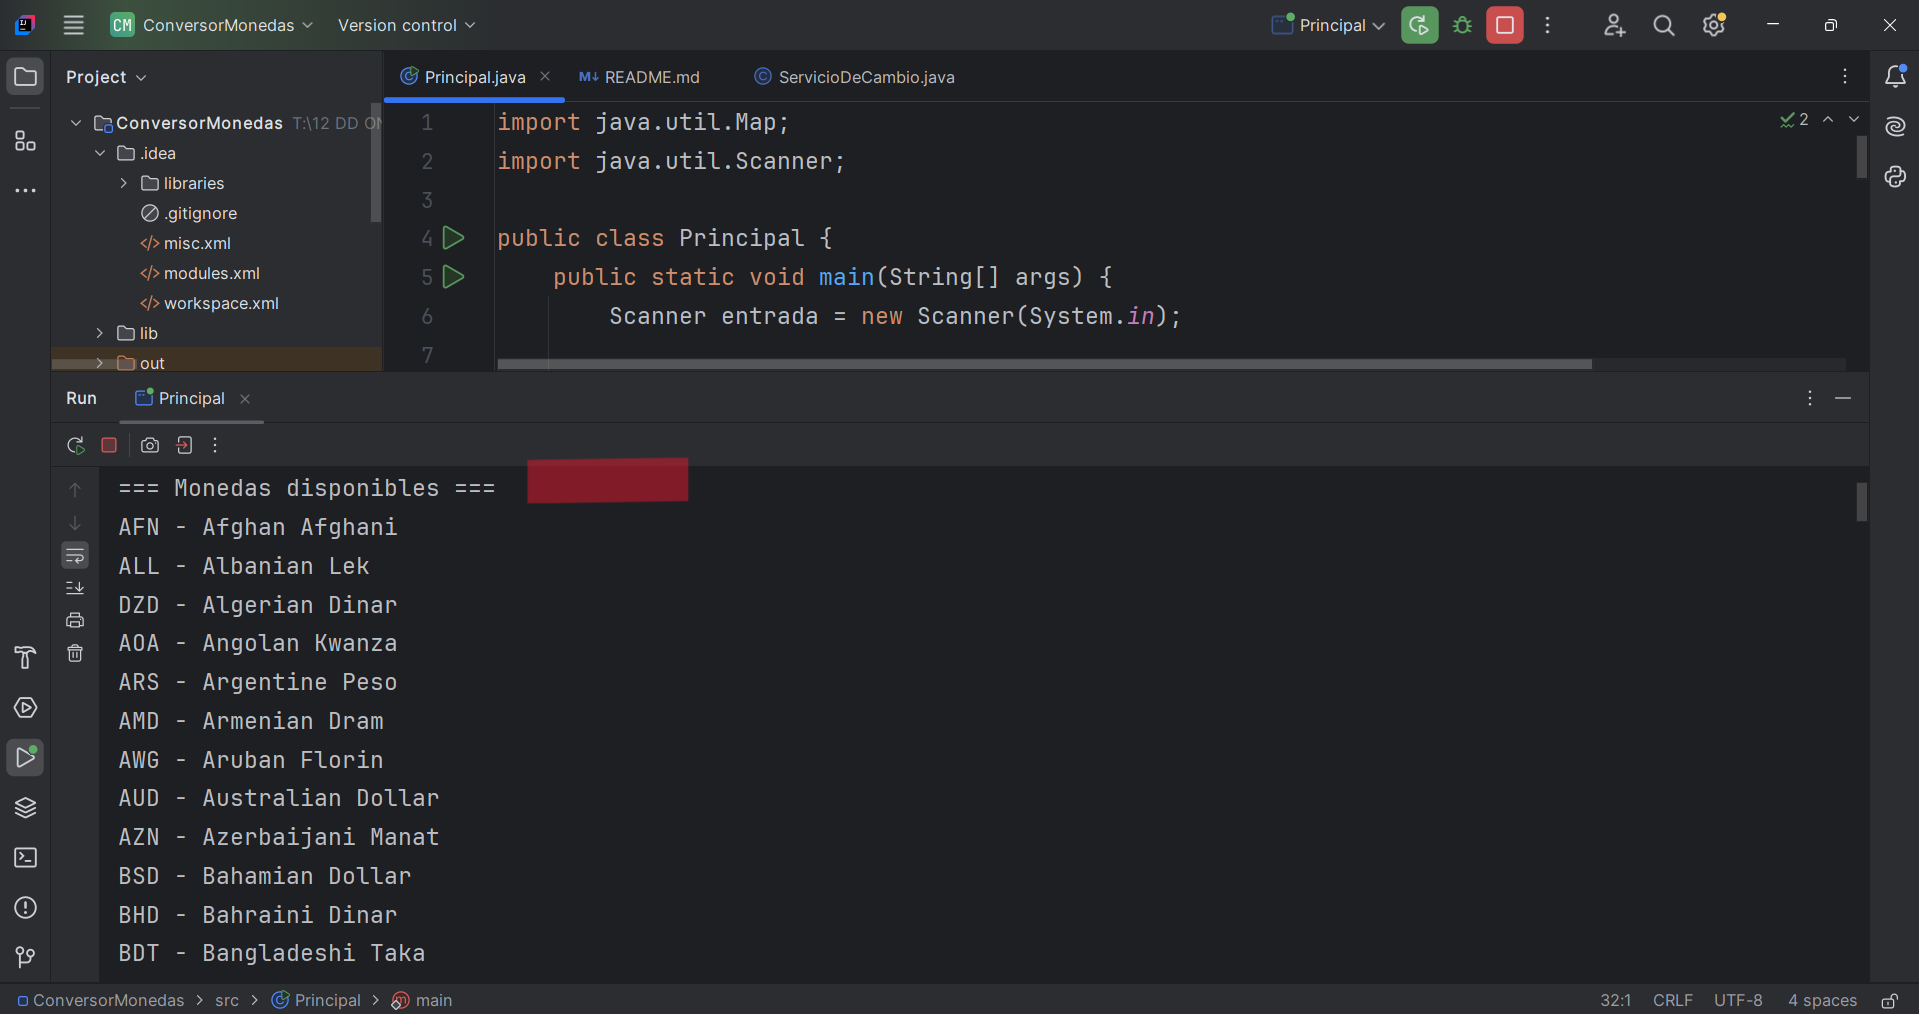 CM ConversorMonedas Version control Principal
Project
Principal.java README.md ServicioDeCambio.java
ConversorMonedas T:\12 DD ON
.idea
libraries
.gitignore
misc.xml
modules.xml
workspace.xml
lib
out
1 import java.util.Map;
2 import java.util.Scanner;
3
4 public class Principal {
5 public static void main(String[] args) {
6 Scanner entrada = new Scanner(System.in);
7
2
Run Principal
=== Monedas disponibles ===
AFN - Afghan Afghani
ALL - Albanian Lek
DZD - Algerian Dinar
AOA - Angolan Kwanza
ARS - Argentine Peso
AMD - Armenian Dram
AWG - Aruban Florin
AUD - Australian Dollar
AZN - Azerbaijani Manat
BSD - Bahamian Dollar
BHD - Bahraini Dinar
BDT - Bangladeshi Taka
ConversorMonedas > src > Principal > main 32:1 CRLF UTF-8 4 spaces